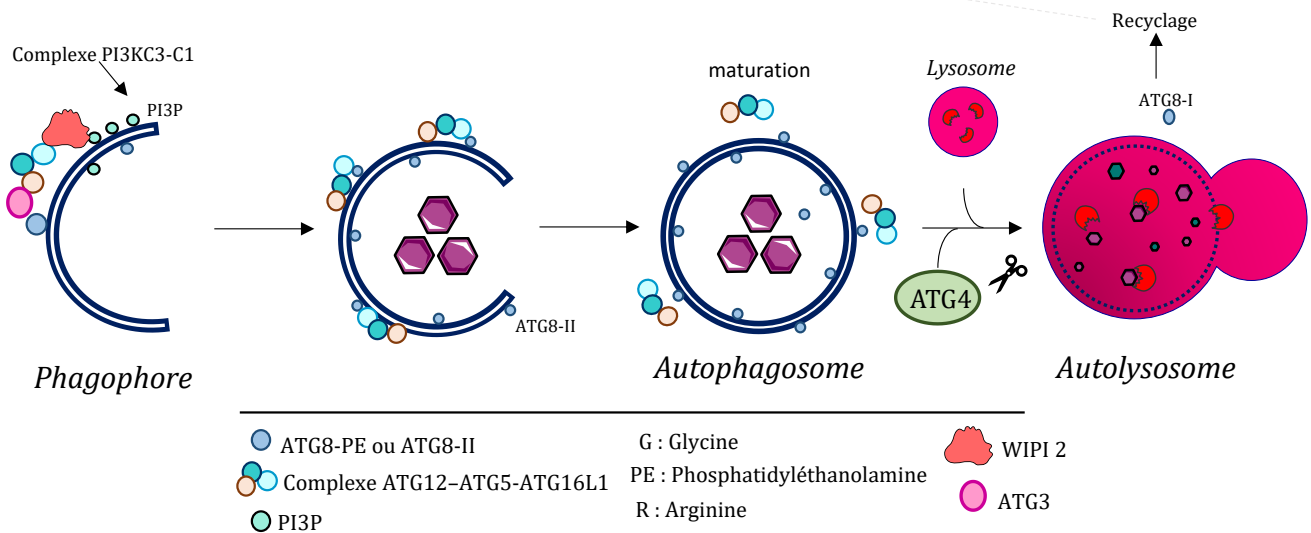 Recyclage
Complexe PI3KC3-C1
maturation
Lysosome
PI3P
ATG8-I
ATG4
ATG8-II
Phagophore
Autophagosome
Autolysosome
ATG8-PE ou ATG8-II
Complexe ATG12–ATG5-ATG16L1
PI3P
G : Glycine
PE : Phosphatidyléthanolamine
R : Arginine
WIPI 2
ATG3